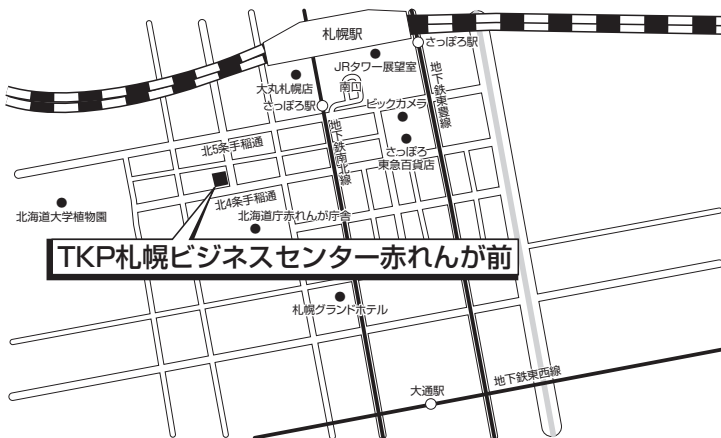 札幌駅
さっぽろ駅
JRタワー展望室
大丸札幌店
南口
さっぽろ駅
ビックカメラ
地下鉄東豊線
地下鉄南北線
さっぽろ
東急百貨店
北5条手稲通
北4条手稲通
北海道大学植物園
北海道庁赤れんが庁舎
TKP札幌ビジネスセンター赤れんが前
札幌グランドホテル
地下鉄東西線
大通駅